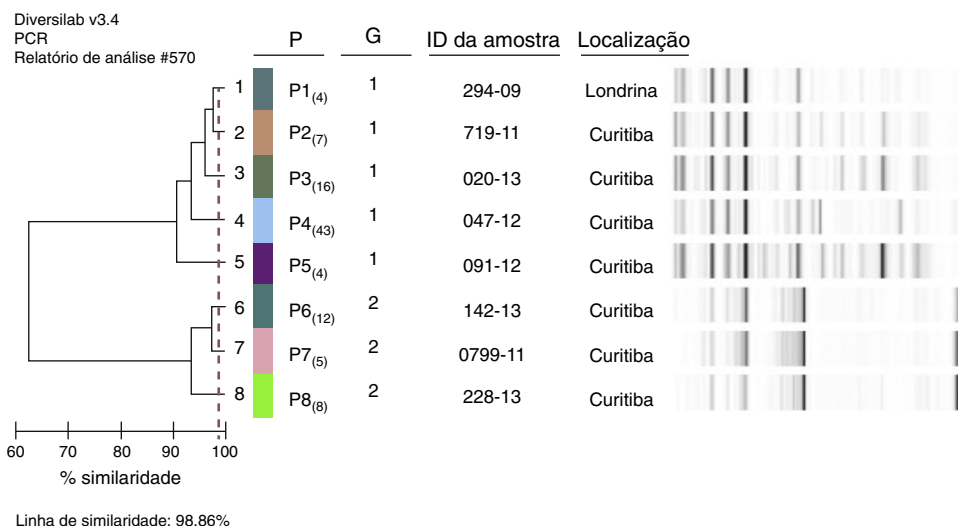 Diversilab v3.4
PCR
Relatório de análise #570
P G ID da amostra Localização
1 P1(4) 1 294-09 Londrina
2 P2(7) 1 719-11 Curitiba
3 P3(16) 1 020-13 Curitiba
4 P4(43) 1 047-12 Curitiba
5 P5(4) 1 091-12 Curitiba
6 P6(12) 2 142-13 Curitiba
7 P7(5) 2 0799-11 Curitiba
8 P8(8) 2 228-13 Curitiba
60 70 80 90 100
% similaridade
Linha de similaridade: 98.86%